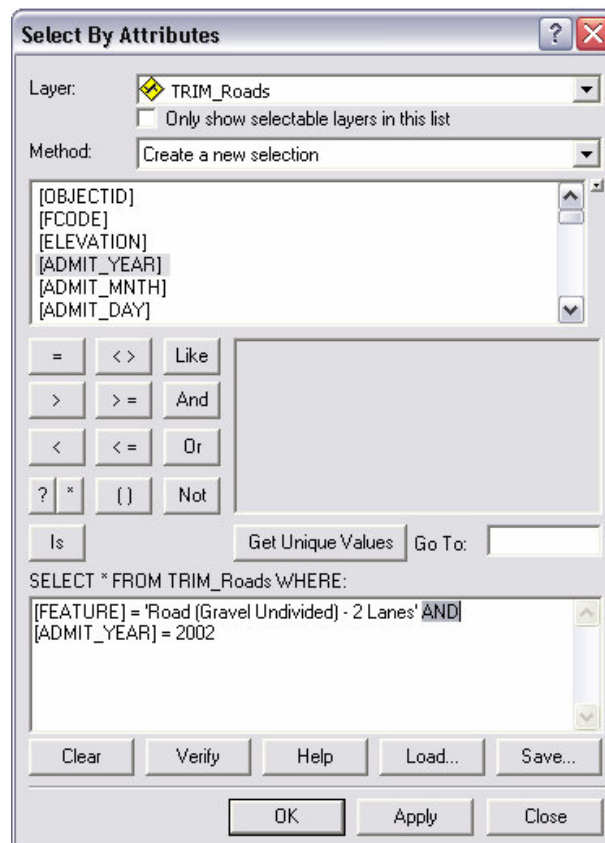 Select By Attributes
?
Layer: TRIM_Roads
Only show selectable layers in this list
Method: Create a new selection
[OBJECTID]
[FCODE]
[ELEVATION]
[ADMIT_YEAR]
[ADMIT_MNTH]
[ADMIT_DAY]
= < > Like
> > = And
< < = Or
? * ( ) Not
Is Get Unique Values Go To:
SELECT * FROM TRIM_Roads WHERE:
[FEATURE] = 'Road (Gravel Undivided) - 2 Lanes' AND
[ADMIT_YEAR] = 2002
Clear Verify Help Load... Save...
OK Apply Close